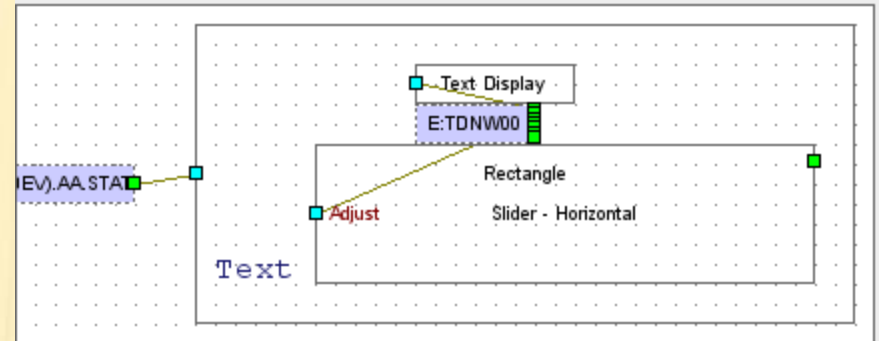 Text Display
E:TDNW00
Rectangle
IEV).AA.STAT
Adjust Slider - Horizontal
Text